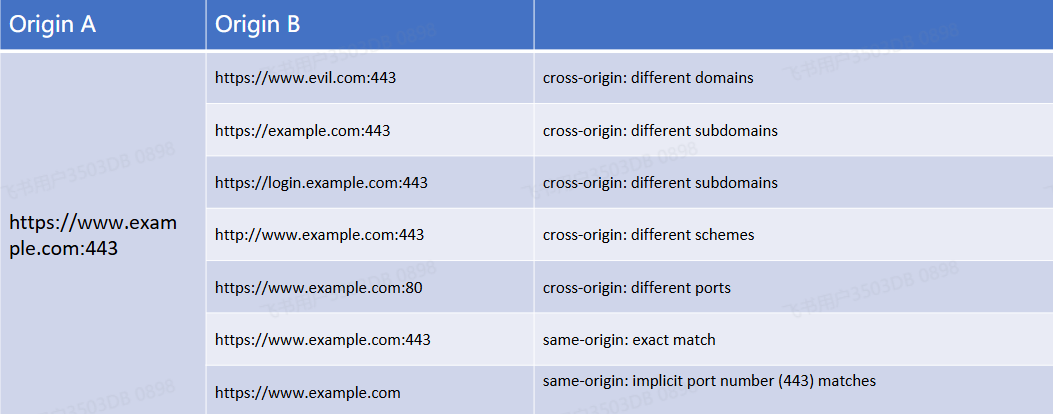 Origin A
Origin B
https://www.exam
ple.com:443
https://www.evil.com:443
cross-origin: different domains
https://example.com:443
cross-origin: different subdomains
https://login.example.com:443
cross-origin: different subdomains
http://www.example.com:443
cross-origin: different schemes
https://www.example.com:80
cross-origin: different ports
https://www.example.com:443
same-origin: exact match
https://www.example.com
same-origin: implicit port number (443) matches
飞书用户3503DB 0898